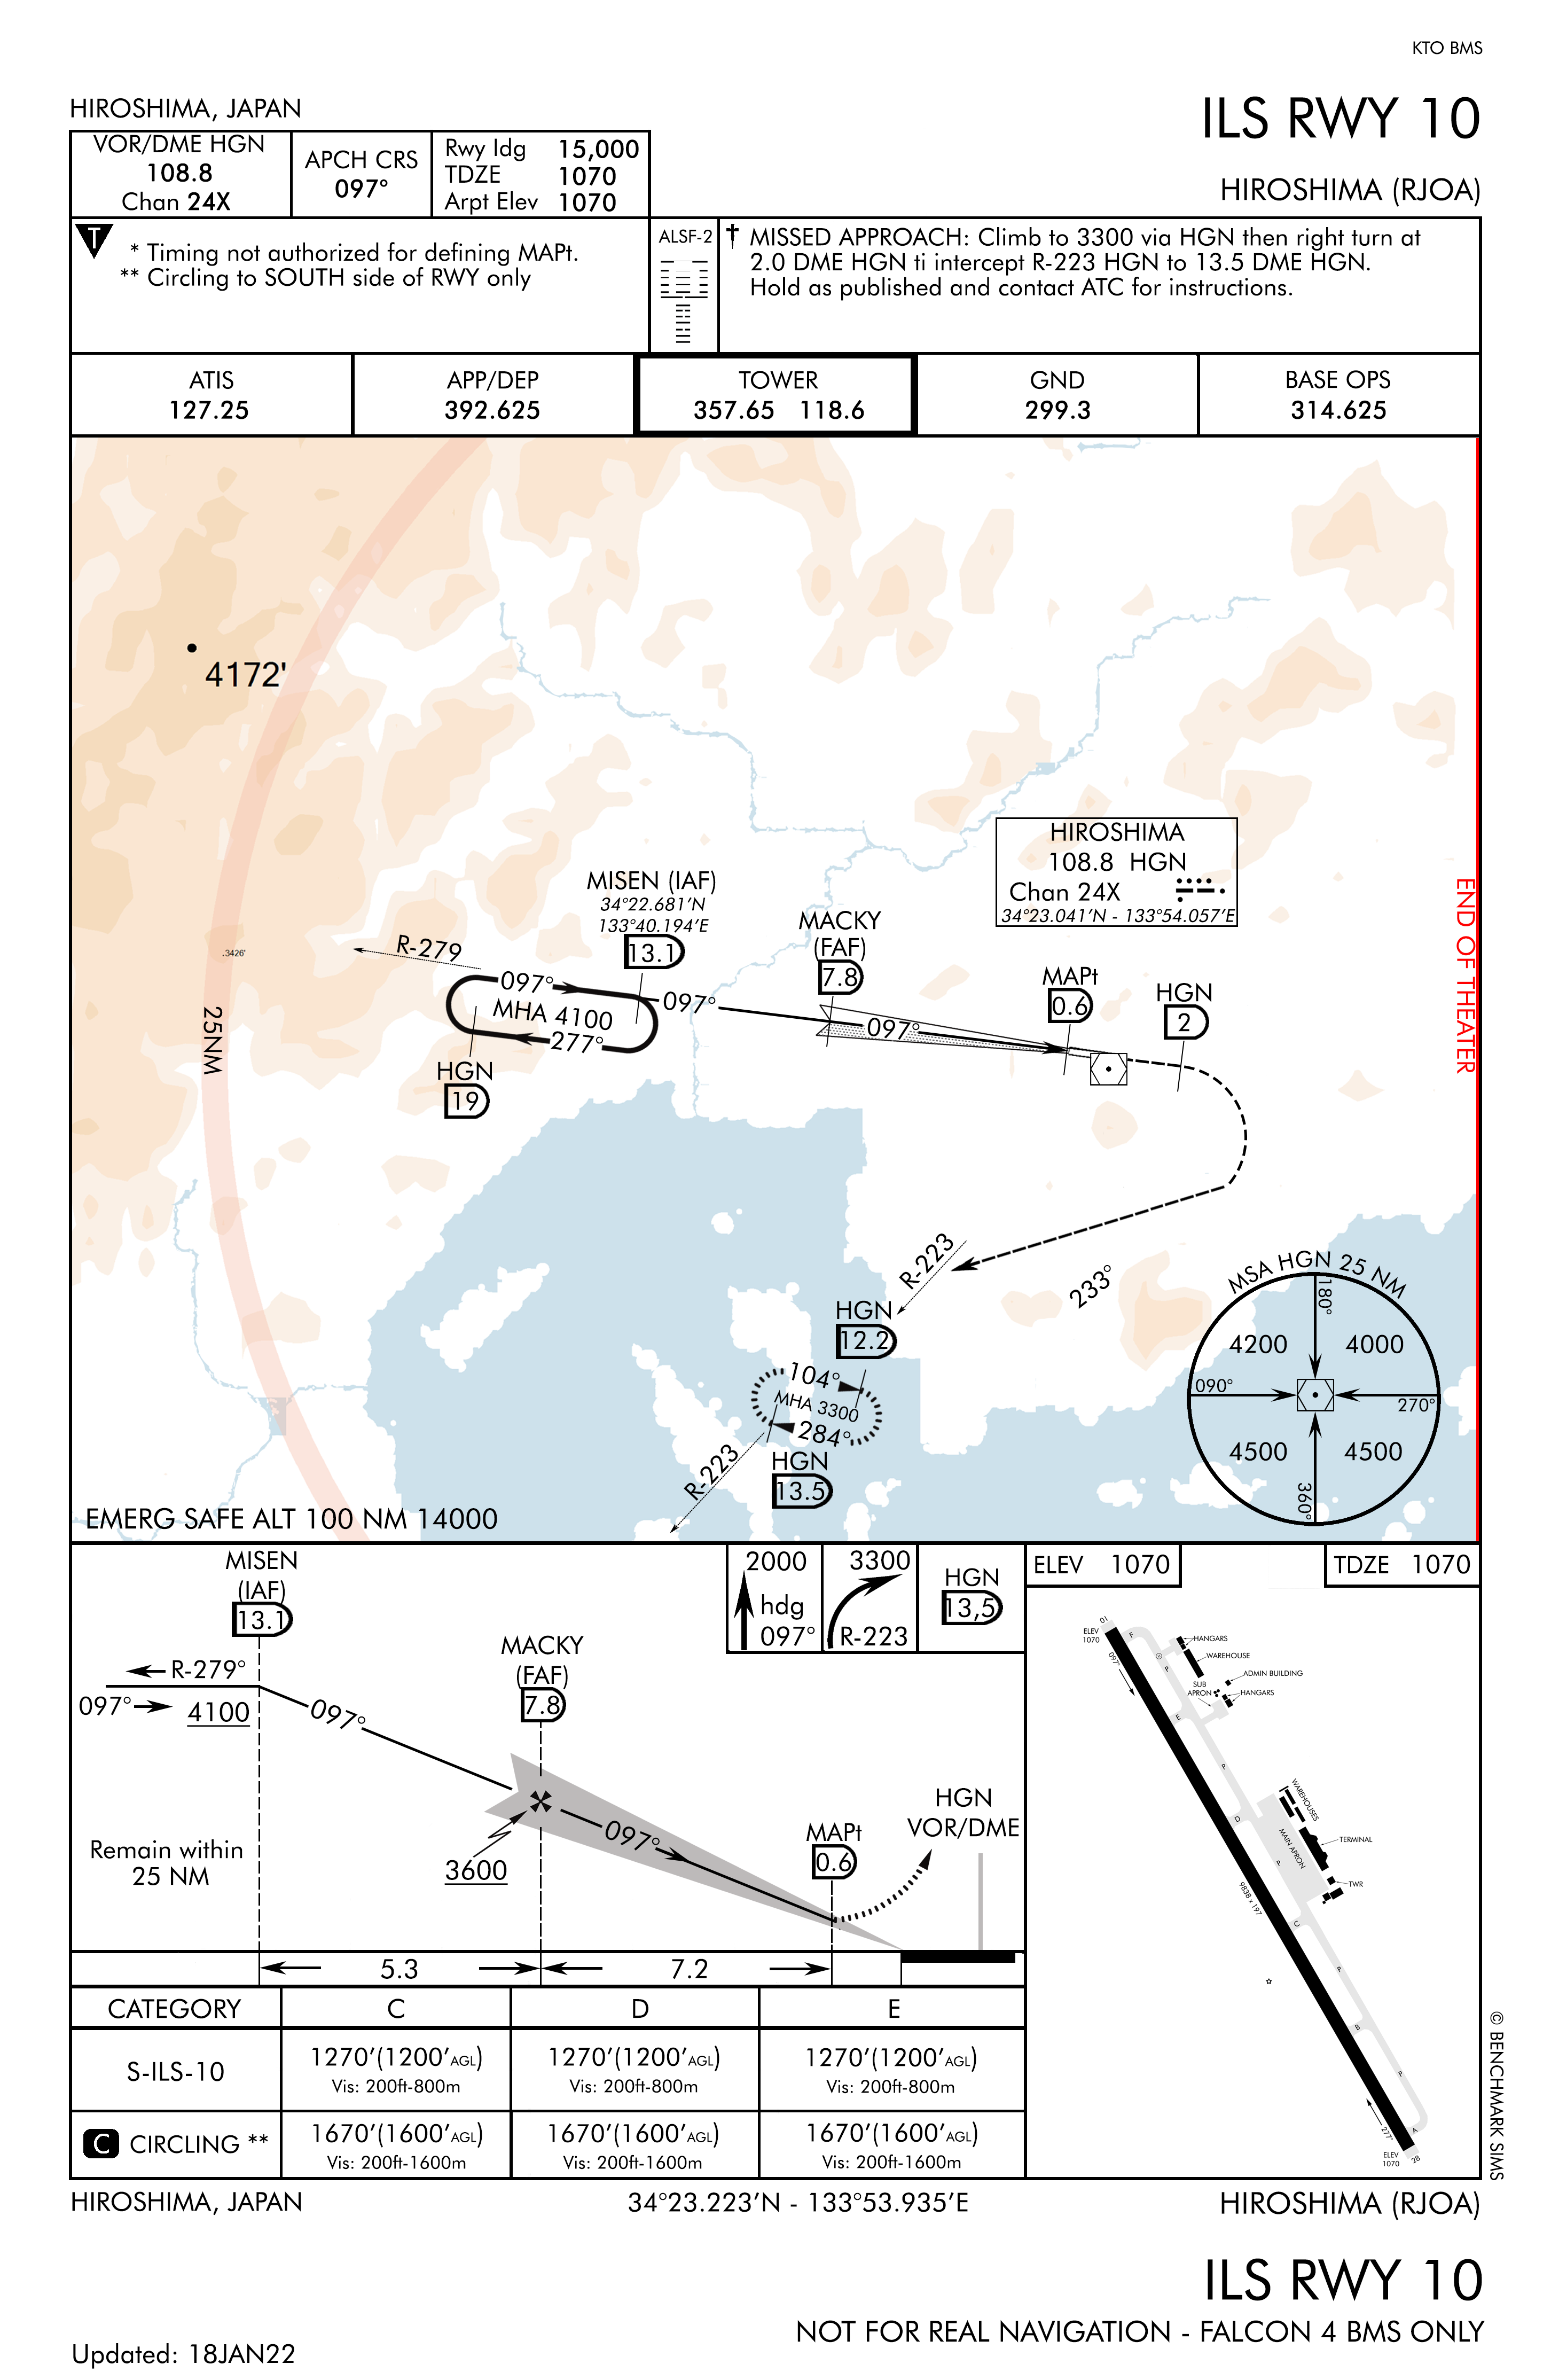 KTO BMS
HIROSHIMA, JAPAN
ILS RWY 10
HIROSHIMA (RJOA)
VOR/DME HGN
108.8
Chan 24X
APCH CRS
097°
Rwy ldg 15,000
TDZE 1070
Arpt Elev 1070
T
* Timing not authorized for defining MAPt.
** Circling to SOUTH side of RWY only
ALSF-2
† MISSED APPROACH: Climb to 3300 via HGN then right turn at
2.0 DME HGN ti intercept R-223 HGN to 13.5 DME HGN.
Hold as published and contact ATC for instructions.
ATIS
127.25
APP/DEP
392.625
TOWER
357.65 118.6
GND
299.3
BASE OPS
314.625
4172'
HIROSHIMA
108.8 HGN
Chan 24X
34°23.041'N - 133°54.057'E
MISEN (IAF)
34°22.681'N
133°40.194'E
13.1
MACKY
(FAF)
7.8
.3426'
R-279
097°
MHA 4100
277°
097°
097°
MAPt
0.6
HGN
2
HGN
19
25NM
END OF THEATER
R-223
233°
HGN
12.2
104°
MHA 3300
284°
HGN
13.5
R-223
MSA HGN 25 NM
180°
4200
4000
090°
270°
4500
4500
360°
EMERG SAFE ALT 100 NM 14000
MISEN
(IAF)
13.1
R-279°
097°
4100
097°
MACKY
(FAF)
7.8
2000
hdg
097°
3300
R-223
HGN
13,5
Remain within
25 NM
3600
097°
MAPt
0.6
HGN
VOR/DME
5.3
7.2
ELEV 1070
TDZE 1070
01
ELEV
1070
097°
F
P
HANGARS
WAREHOUSE
ADMIN BUILDING
SUB
APRON
HANGARS
E
P
WAREHOUSES
D
MAIN APRON
P
TERMINAL
TWR
9838 x 197
C
P
B
P
277°
A
ELEV
1070
28
CATEGORY
C
D
E
S-ILS-10
1270'(1200'AGL)
Vis: 200ft-800m
1270'(1200'AGL)
Vis: 200ft-800m
1270'(1200'AGL)
Vis: 200ft-800m
C CIRCLING **
1670'(1600'AGL)
Vis: 200ft-1600m
1670'(1600'AGL)
Vis: 200ft-1600m
1670'(1600'AGL)
Vis: 200ft-1600m
© BENCHMARK SIMS
HIROSHIMA, JAPAN
34°23.223'N - 133°53.935'E
HIROSHIMA (RJOA)
ILS RWY 10
NOT FOR REAL NAVIGATION - FALCON 4 BMS ONLY
Updated: 18JAN22